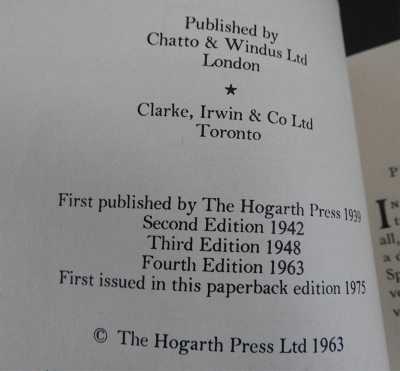 Published by
Chatto & Windus Ltd
London
★
Clarke, Irwin & Co Ltd
Toronto
First published by The Hogarth Press 1939
Second Edition 1942
Third Edition 1948
Fourth Edition 1963
First issued in this paperback edition 1975
© The Hogarth Press Ltd 1963
P
IN
all,
a